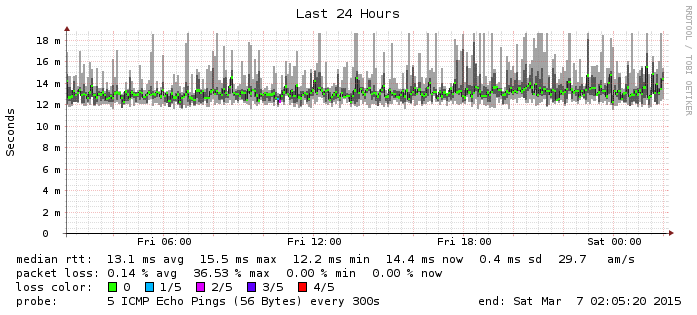 Last 24 Hours
RRDTOOL / TOBI OETIKER
Seconds
18 m
16 m
14 m
12 m
10 m
8 m
6 m
4 m
2 m
0
Fri 06:00 Fri 12:00 Fri 18:00 Sat 00:00
median rtt: 13.1 ms avg 15.5 ms max 12.2 ms min 14.4 ms now 0.4 ms sd 29.7 am/s
packet loss: 0.14 % avg 36.53 % max 0.00 % min 0.00 % now
loss color: 0 1/5 2/5 3/5 4/5
probe: 5 ICMP Echo Pings (56 Bytes) every 300s end: Sat Mar 7 02:05:20 2015